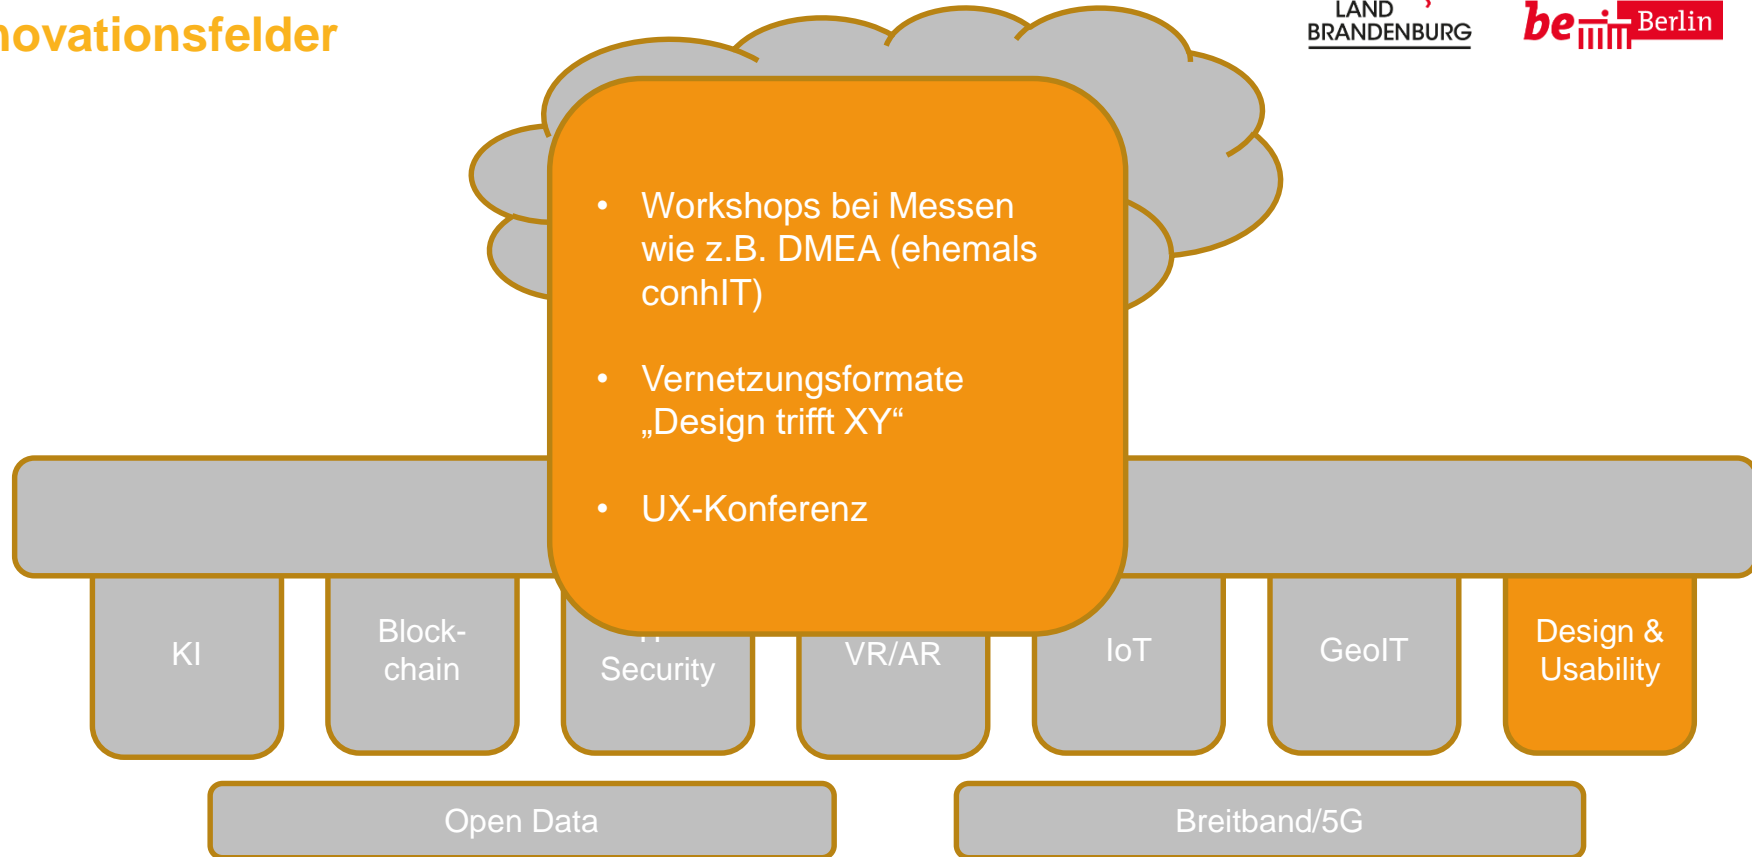 novationsfelder
LAND
BRANDENBURG
be Berlin
• Workshops bei Messen
wie z.B. DMEA (ehemals
conhIT)
• Vernetzungsformate
„Design trifft XY“
• UX-Konferenz
KI
Block-
chain
Security
VR/AR
IoT
GeoIT
Design &
Usability
Open Data
Breitband/5G